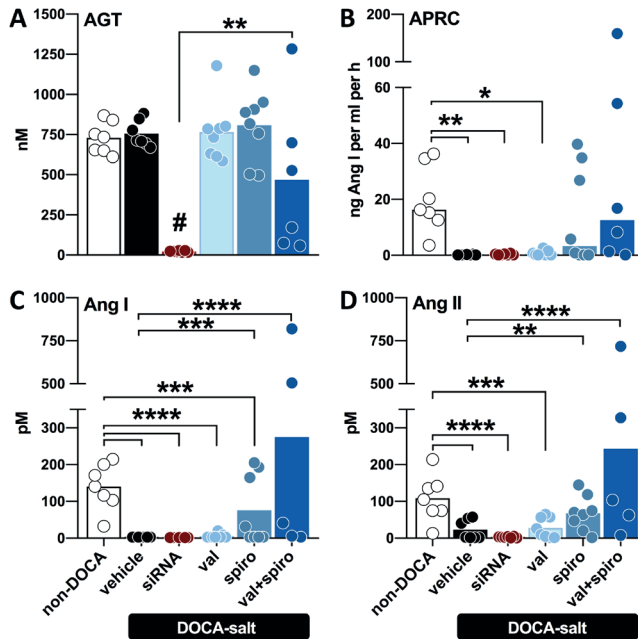 A AGT
1500
1250
1000
750
500
250
0
nM
**
#
B APRC
200
100
60
40
20
0
ng Ang I per ml per h
*
**
C Ang I
1000
750
500
300
200
100
0
pM
****
***
***
****
non-DOCA
vehicle
siRNA
val
spiro
val+spiro
DOCA-salt
D Ang II
1000
750
500
300
200
100
0
pM
****
**
***
****
non-DOCA
vehicle
siRNA
val
spiro
val+spiro
DOCA-salt